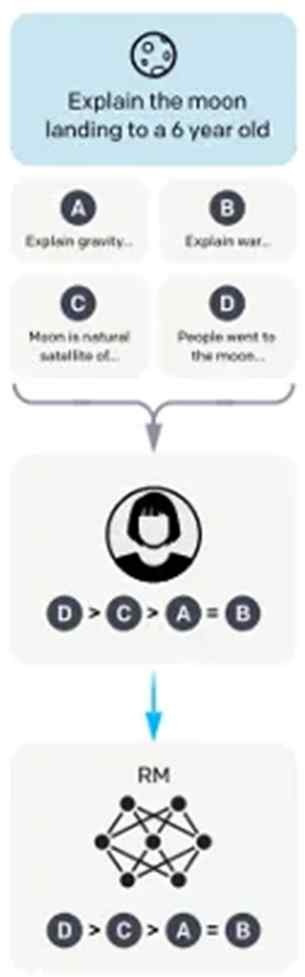 Explain the moon
landing to a 6 year old
A
Explain gravity...
B
Explain war...
C
Moon is natural
satellite of...
D
People went to
the moon...
D > C > A = B
RM
D > C > A = B